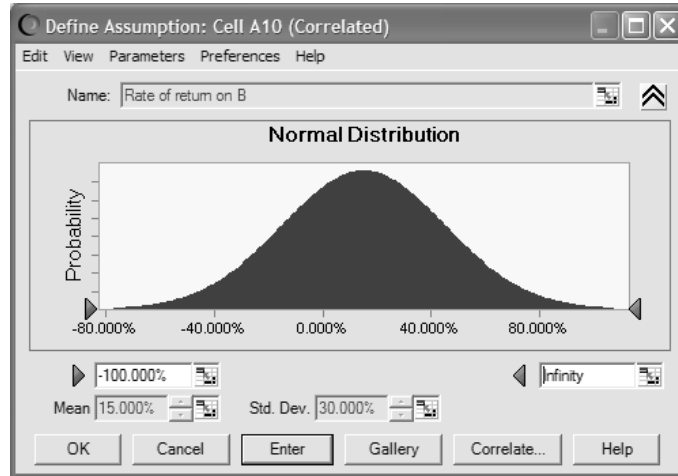 Define Assumption: Cell A10 (Correlated)
Edit View Parameters Preferences Help
Name: Rate of return on B
Normal Distribution
Probability
-80.000% -40.000% 0.000% 40.000% 80.000%
-100.000% Infinity
Mean 15.000% Std. Dev. 30.000%
OK Cancel Enter Gallery Correlate... Help